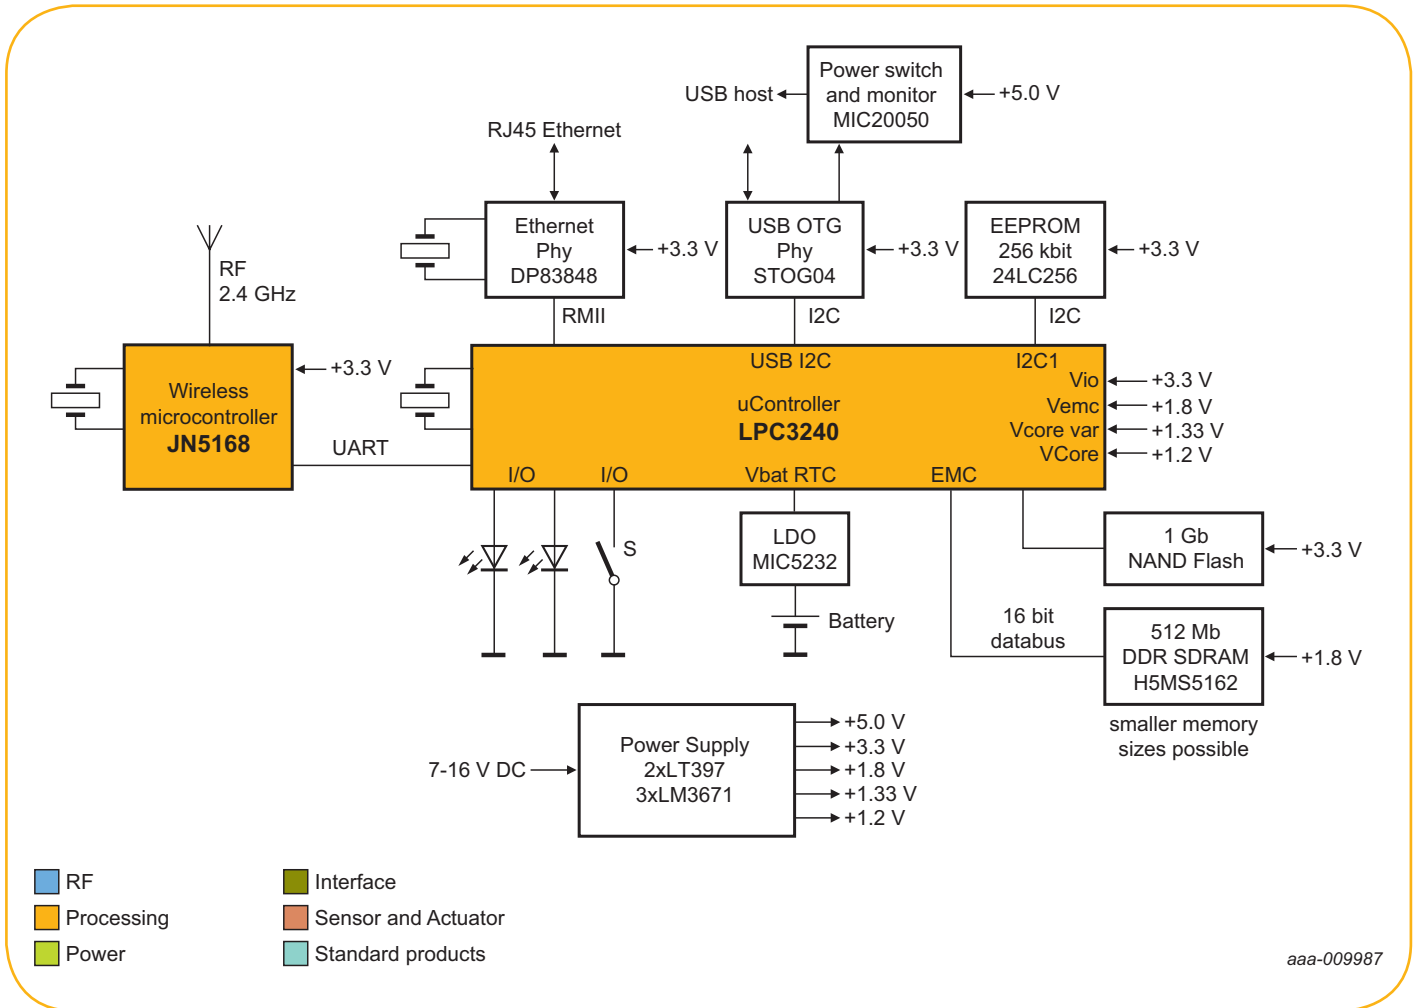 Power switch
and monitor
MIC20050
USB host
+5.0 V
RJ45 Ethernet
Ethernet
Phy
DP83848
+3.3 V
USB OTG
Phy
STOG04
+3.3 V
EEPROM
256 kbit
24LC256
+3.3 V
RF
2.4 GHz
RMII
I2C
I2C
Wireless
microcontroller
JN5168
+3.3 V
UART
USB I2C
I2C1
uController
LPC3240
Vio
Vemc
Vcore var
VCore
+3.3 V
+1.8 V
+1.33 V
+1.2 V
I/O
I/O
Vbat RTC
EMC
S
LDO
MIC5232
Battery
1 Gb
NAND Flash
+3.3 V
16 bit
databus
512 Mb
DDR SDRAM
H5MS5162
+1.8 V
smaller memory
sizes possible
7-16 V DC
Power Supply
2xLT397
3xLM3671
+5.0 V
+3.3 V
+1.8 V
+1.33 V
+1.2 V
RF
Processing
Power
Interface
Sensor and Actuator
Standard products
aaa-009987